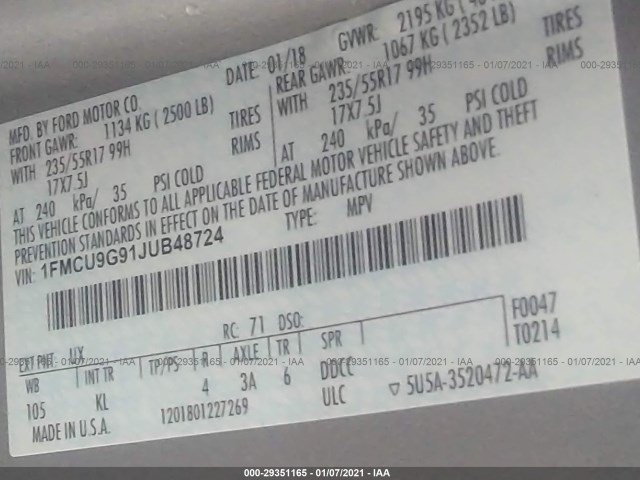 MFD. BY FORD MOTOR CO.
DATE: 01/18
GVWR: 2195 KG
FRONT GAWR: 1134 KG (2500 LB)
REAR GAWR: 1067 KG (2352 LB)
WITH 235/55R17 99H TIRES
WITH 235/55R17 99H TIRES
17X7.5J RIMS
17X7.5J RIMS
AT 240 kPa/ 35 PSI COLD
AT 240 kPa/ 35 PSI COLD
THIS VEHICLE CONFORMS TO ALL APPLICABLE FEDERAL MOTOR VEHICLE SAFETY AND THEFT
PREVENTION STANDARDS IN EFFECT ON THE DATE OF MANUFACTURE SHOWN ABOVE.
VIN: 1FMCU9G91JUB48724
TYPE: MPV
RC: 71 DSO:
F0047
T0214
EXT PNT: UX
WB INT TR TP/PS R AXLE TR SPR
105 KL 4 3A 6 DDCC
ULC
MADE IN U.S.A.
1201801227269
▽ 5U5A-3520472-AA
000-29351165 - 01/07/2021 - IAA